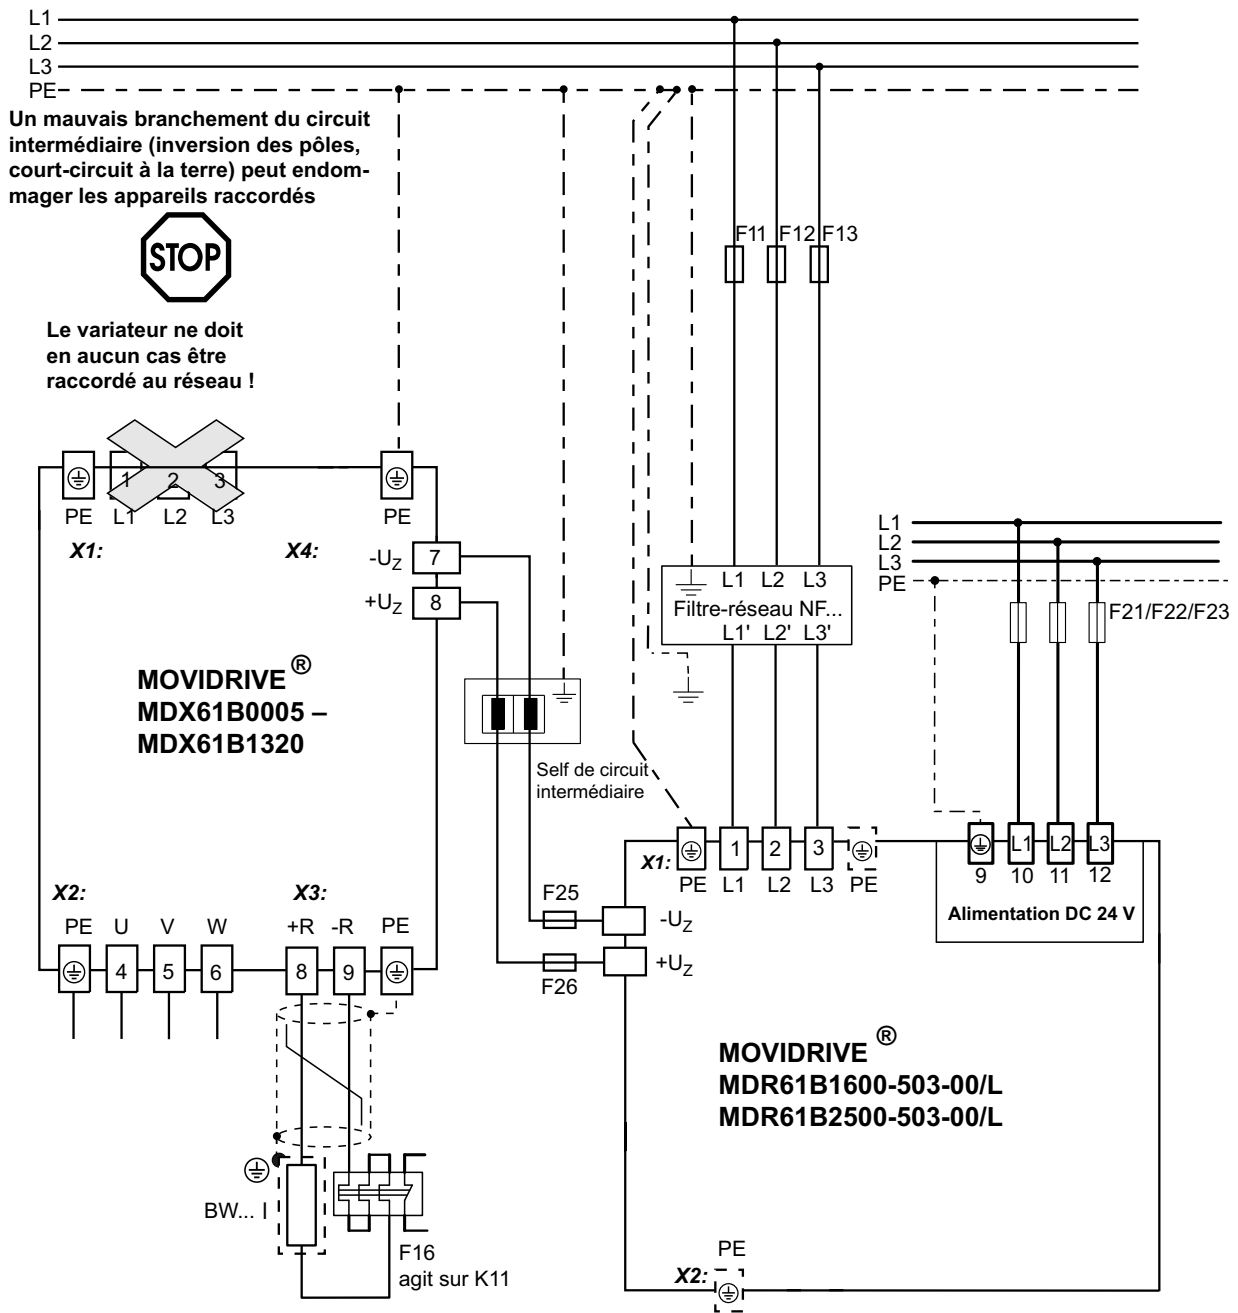 L1
L2
L3
PE
Un mauvais branchement du circuit
intermédiaire (inversion des pôles,
court-circuit à la terre) peut endom-
mager les appareils raccordés
STOP
Le variateur ne doit
en aucun cas être
raccordé au réseau !
F11 F12 F13
1 2 3
PE L1 L2 L3 PE
X1: X4:
-UZ 7
+UZ 8
MOVIDRIVE ®
MDX61B0005 –
MDX61B1320
L1 L2 L3
Filtre-réseau NF...
L1' L2' L3'
L1
L2
L3
PE
F21/F22/F23
Self de circuit
intermédiaire
X1: 1 2 3
PE L1 L2 L3 PE
L1 L2 L3
9 10 11 12
Alimentation DC 24 V
F25 -UZ
F26 +UZ
X2: X3:
PE U V W +R -R PE
4 5 6 8 9
MOVIDRIVE ®
MDR61B1600-503-00/L
MDR61B2500-503-00/L
BW... I
F16
agit sur K11
PE
X2: